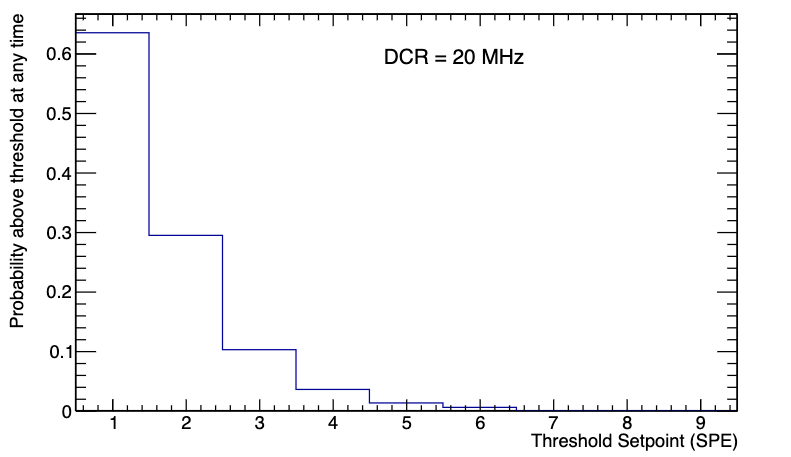 Probability above threshold at any time
DCR = 20 MHz
0.6
0.5
0.4
0.3
0.2
0.1
0
1 2 3 4 5 6 7 8 9
Threshold Setpoint (SPE)